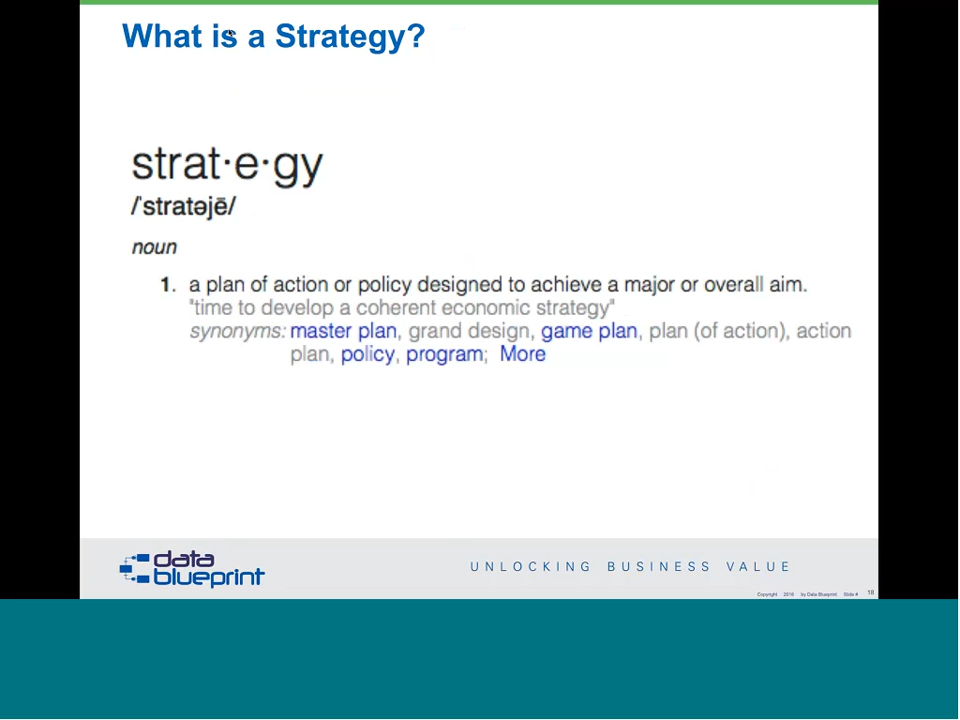 What is a Strategy?
strat·e·gy
/ˈstratəjē/
noun
1. a plan of action or policy designed to achieve a major or overall aim.
"time to develop a coherent economic strategy"
synonyms: master plan, grand design, game plan, plan (of action), action
plan, policy, program; More
data
blueprint
UNLOCKING BUSINESS VALUE
Copyright 2016 by Data Blueprint Slide # 18